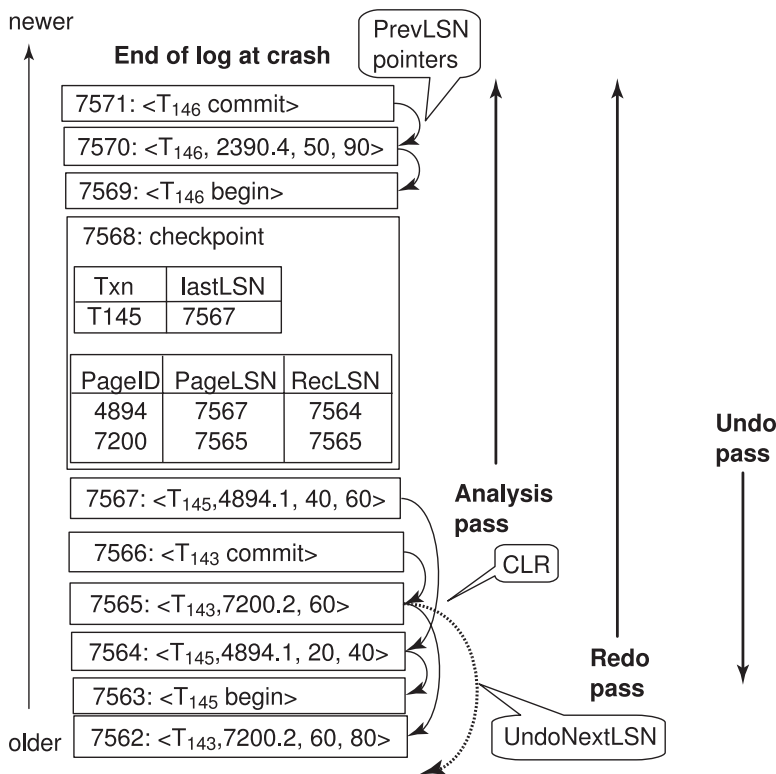 newer
End of log at crash
PrevLSN
pointers
7571: <T₁₄₆ commit>
7570: <T₁₄₆, 2390.4, 50, 90>
7569: <T₁₄₆ begin>
7568: checkpoint
Txn lastLSN
T145 7567
PageID PageLSN RecLSN
4894 7567 7564
7200 7565 7565
7567: <T₁₄₅,4894.1, 40, 60>
7566: <T₁₄₃ commit>
7565: <T₁₄₃,7200.2, 60>
7564: <T₁₄₅,4894.1, 20, 40>
7563: <T₁₄₅ begin>
7562: <T₁₄₃,7200.2, 60, 80>
older
Analysis
pass
CLR
Redo
pass
UndoNextLSN
Undo
pass